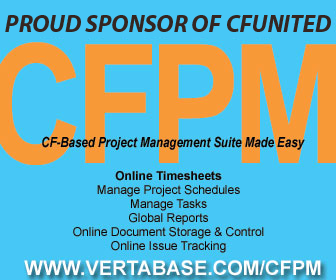 PROUD SPONSOR OF CFUNITED
CFPM
CF-Based Project Management Suite Made Easy
Online Timesheets
Manage Project Schedules
Manage Tasks
Global Reports
Online Document Storage & Control
Online Issue Tracking
WWW.VERTABASE.COM/CFPM